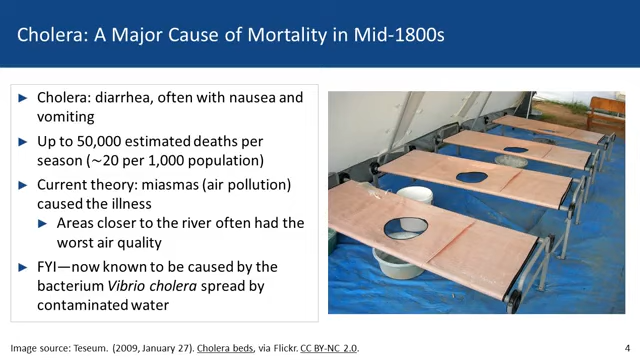 Cholera: A Major Cause of Mortality in Mid-1800s
► Cholera: diarrhea, often with nausea and
vomiting
► Up to 50,000 estimated deaths per
season (~20 per 1,000 population)
► Current theory: miasmas (air pollution)
caused the illness
► Areas closer to the river often had the
worst air quality
► FYI—now known to be caused by the
bacterium Vibrio cholera spread by
contaminated water
Image source: Teseum. (2009, January 27). Cholera beds, via Flickr. CC BY-NC 2.0.
4